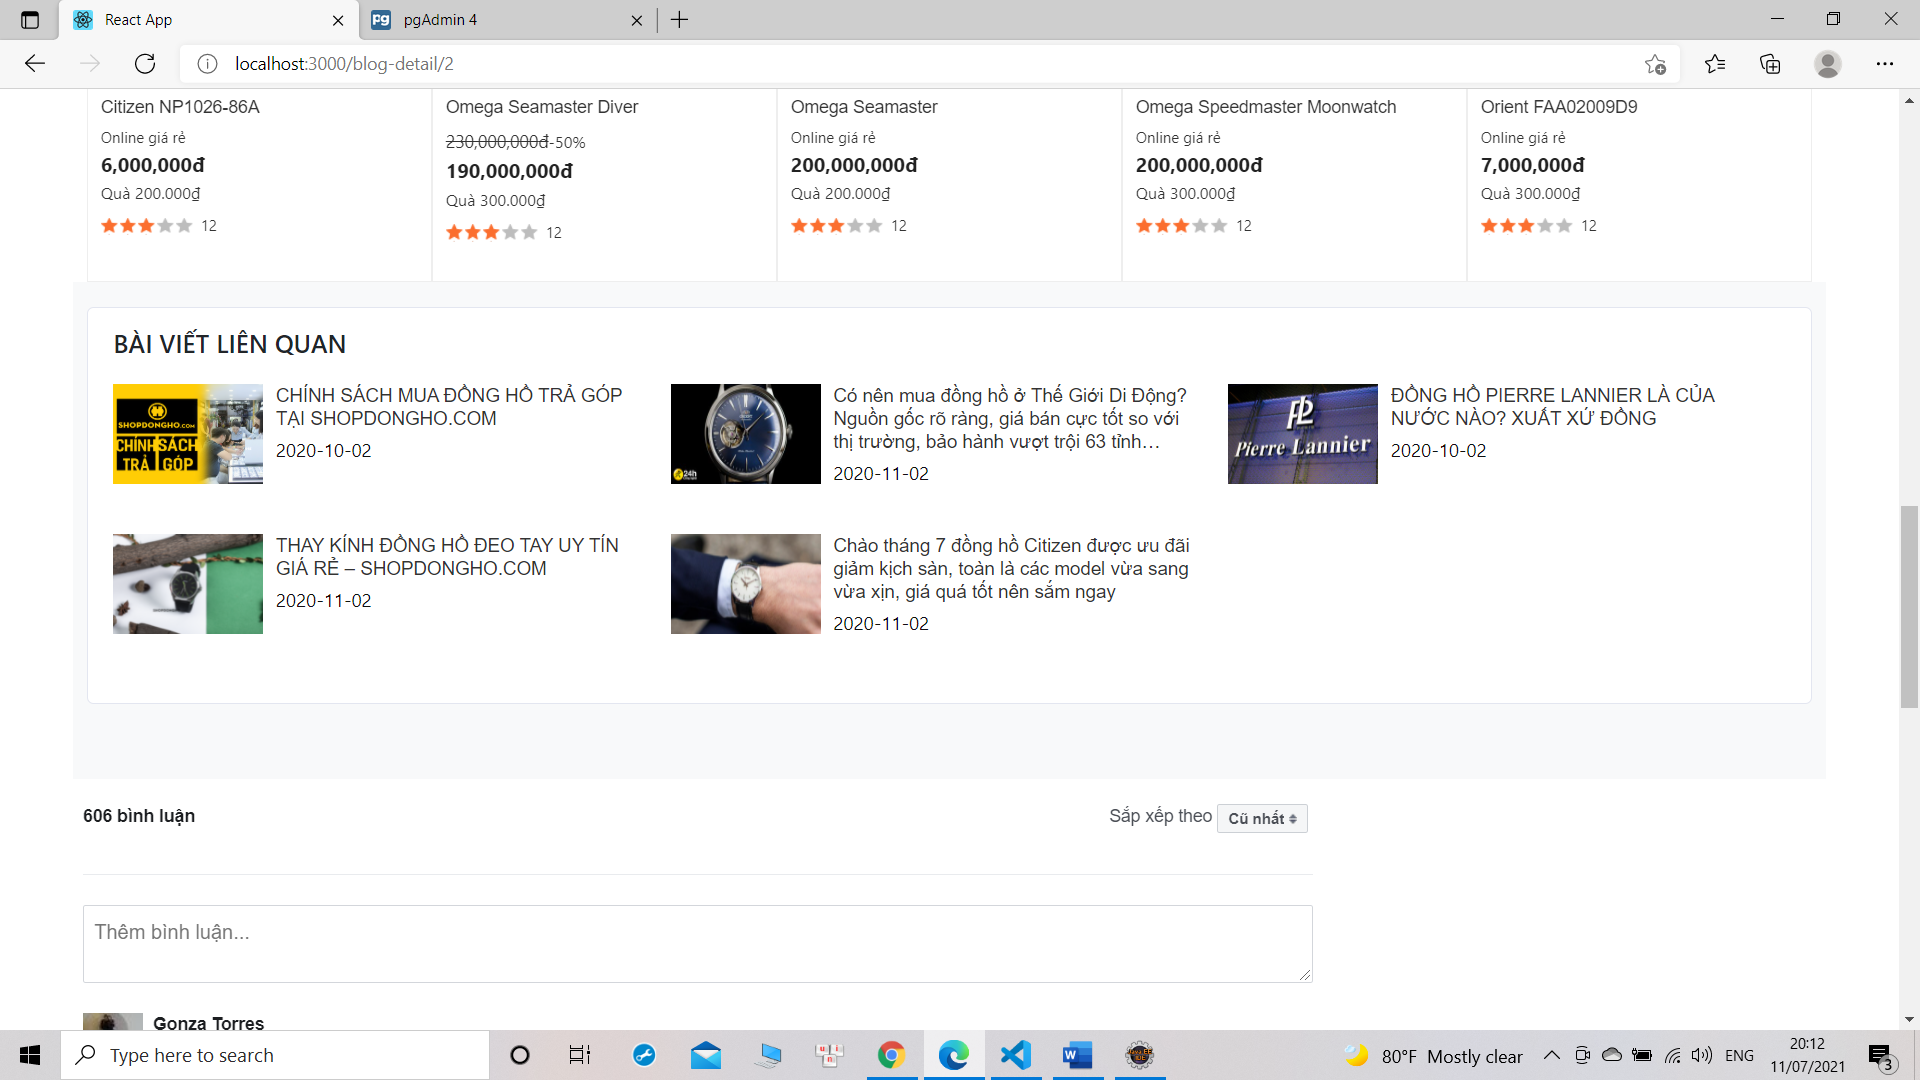 React App
pgAdmin 4
localhost:3000/blog-detail/2
Citizen NP1026-86A
Online giá rẻ
6,000,000đ
Quà 200.000₫
12
Omega Seamaster Diver
230,000,000đ-50%
190,000,000đ
Quà 300.000₫
12
Omega Seamaster
Online giá rẻ
200,000,000đ
Quà 200.000₫
12
Omega Speedmaster Moonwatch
Online giá rẻ
200,000,000đ
Quà 300.000₫
12
Orient FAA02009D9
Online giá rẻ
7,000,000đ
Quà 300.000₫
12
BÀI VIẾT LIÊN QUAN
SHOPDONGHO.COM
CHÍNH SÁCH
TRẢ GÓP
CHÍNH SÁCH MUA ĐỒNG HỒ TRẢ GÓP
TẠI SHOPDONGHO.COM
2020-10-02
24h
Có nên mua đồng hồ ở Thế Giới Di Động?
Nguồn gốc rõ ràng, giá bán cực tốt so với
thị trường, bảo hành vượt trội 63 tỉnh…
2020-11-02
Pierre Lannier
ĐỒNG HỒ PIERRE LANNIER LÀ CỦA
NƯỚC NÀO? XUẤT XỨ ĐỒNG
2020-10-02
THAY KÍNH ĐỒNG HỒ ĐEO TAY UY TÍN
GIÁ RẺ – SHOPDONGHO.COM
2020-11-02
Chào tháng 7 đồng hồ Citizen được ưu đãi
giảm kịch sàn, toàn là các model vừa sang
vừa xịn, giá quá tốt nên sắm ngay
2020-11-02
606 bình luận
Sắp xếp theo Cũ nhất
Thêm bình luận...
Gonza Torres
Type here to search
80°F Mostly clear
ENG
20:12
11/07/2021
3